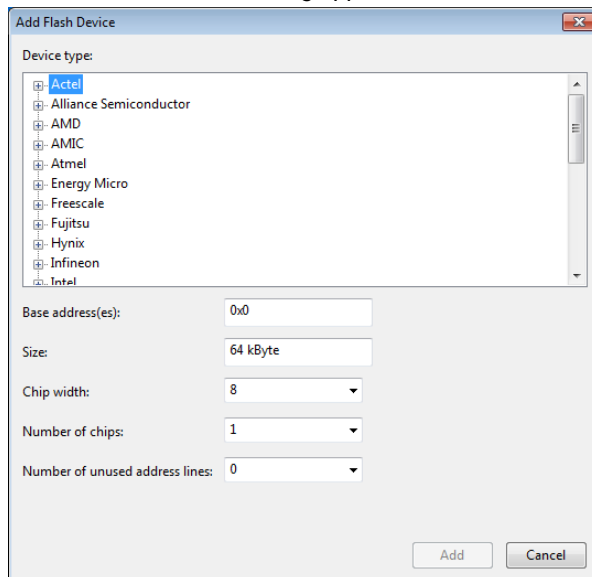 Add Flash Device
Device type:
Actel
Alliance Semiconductor
AMD
AMIC
Atmel
Energy Micro
Freescale
Fujitsu
Hynix
Infineon
Intel
Base address(es): 0x0
Size: 64 kByte
Chip width: 8
Number of chips: 1
Number of unused address lines: 0
Add Cancel